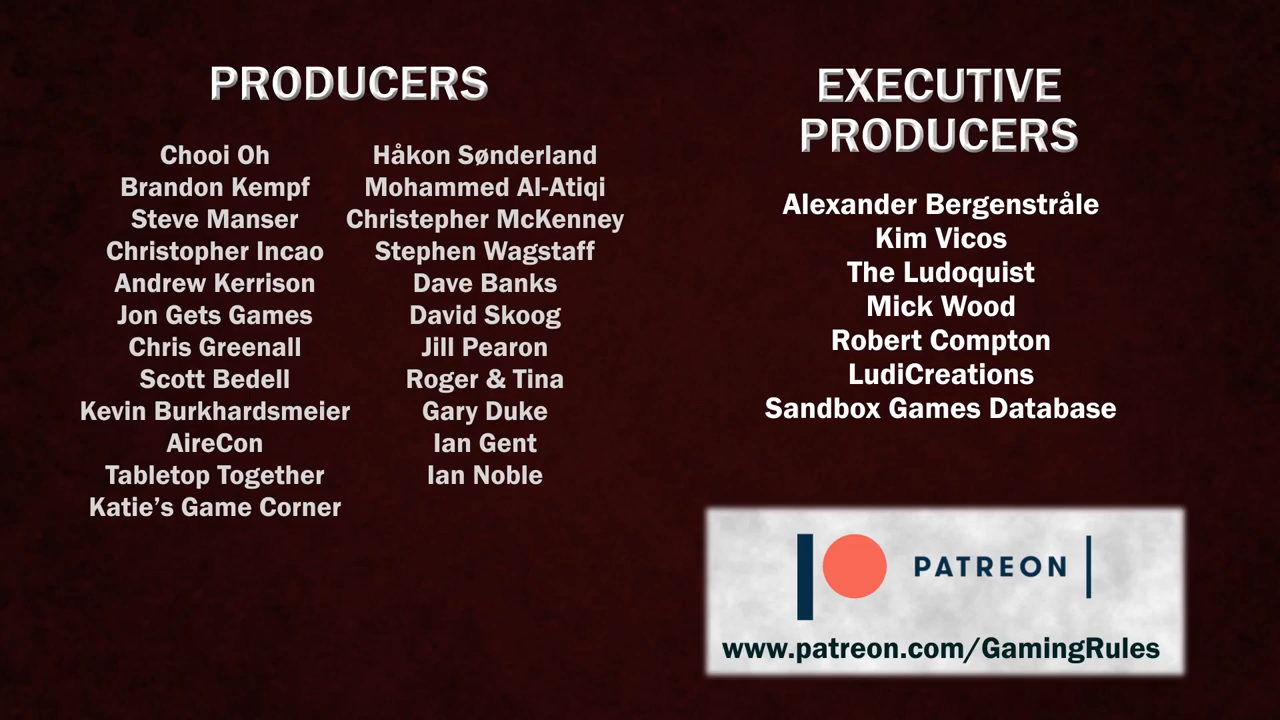 PRODUCERS
Chooi Oh
Brandon Kempf
Steve Manser
Christopher Incao
Andrew Kerrison
Jon Gets Games
Chris Greenall
Scott Bedell
Kevin Burkhardsmeier
AireCon
Tabletop Together
Katie’s Game Corner
Håkon Sønderland
Mohammed Al-Atiqi
Christepher McKenney
Stephen Wagstaff
Dave Banks
David Skoog
Jill Pearon
Roger & Tina
Gary Duke
Ian Gent
Ian Noble
EXECUTIVE
PRODUCERS
Alexander Bergenstråle
Kim Vicos
The Ludoquist
Mick Wood
Robert Compton
LudiCreations
Sandbox Games Database
PATREON
www.patreon.com/GamingRules